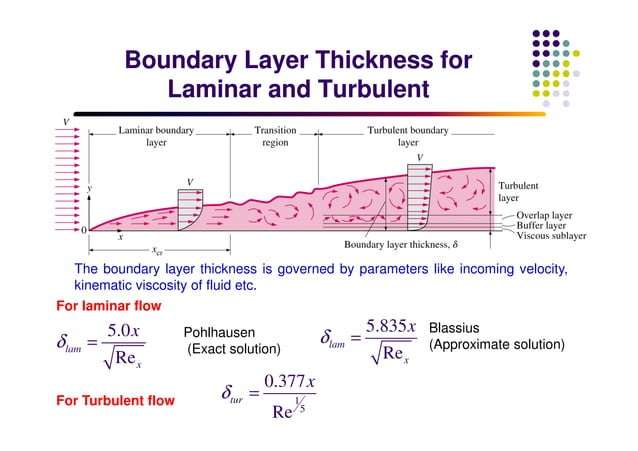 Boundary Layer Thickness for
Laminar and Turbulent
V
Laminar boundary
layer
Transition
region
Turbulent boundary
layer
V
V
y
Turbulent
layer
Overlap layer
Buffer layer
Viscous sublayer
0
x
Boundary layer thickness, δ
x_cr
The boundary layer thickness is governed by parameters like incoming velocity,
kinematic viscosity of fluid etc.
For laminar flow
δ_lam = 5.0x / √Re_x
Pohlhausen
(Exact solution)
δ_lam = 5.835x / √Re_x
Blassius
(Approximate solution)
For Turbulent flow
δ_tur = 0.377x / Re^(1/5)